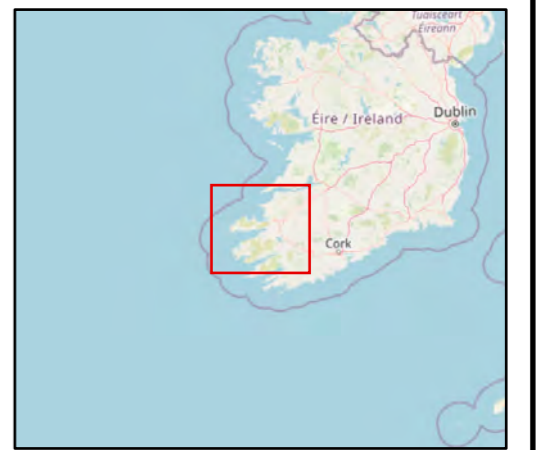 Tuaisceart
Éireann
Éire / Ireland
Dublin
Cork